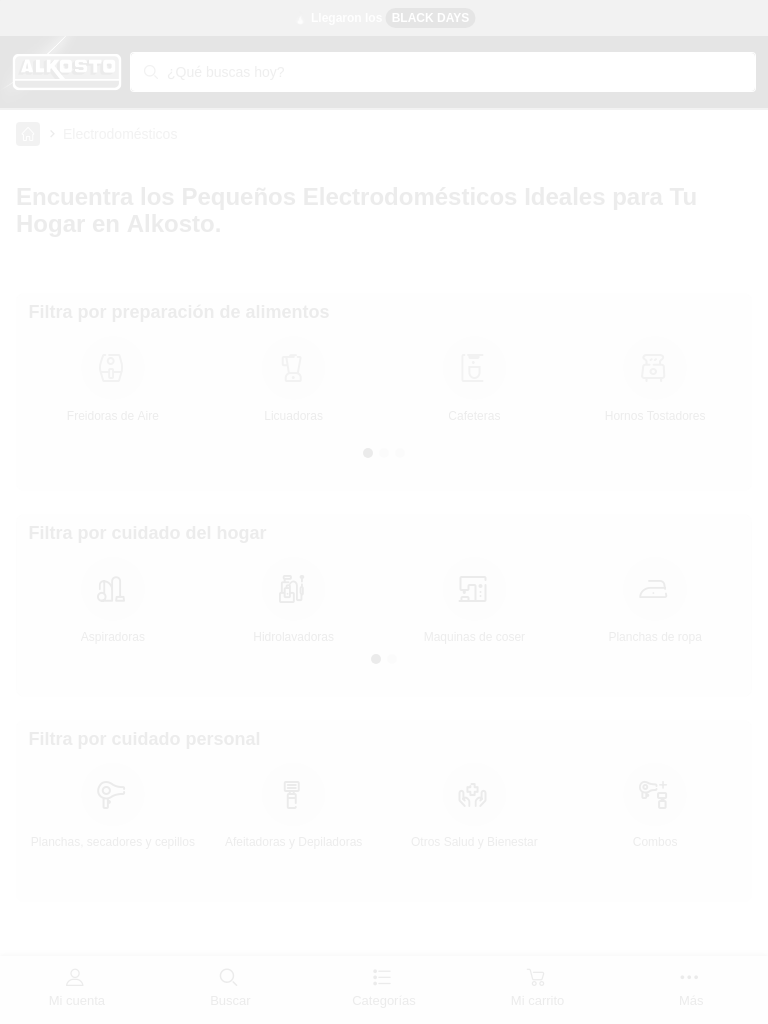 Llegaron los BLACK DAYS
ALKOSTO
¿Qué buscas hoy?
Electrodomésticos
Encuentra los Pequeños Electrodomésticos Ideales para Tu
Hogar en Alkosto.
Filtra por preparación de alimentos
Freidoras de Aire
Licuadoras
Cafeteras
Hornos Tostadores
Filtra por cuidado del hogar
Aspiradoras
Hidrolavadoras
Maquinas de coser
Planchas de ropa
Filtra por cuidado personal
Planchas, secadores y cepillos
Afeitadoras y Depiladoras
Otros Salud y Bienestar
Combos
Mi cuenta
Buscar
Categorías
Mi carrito
Más